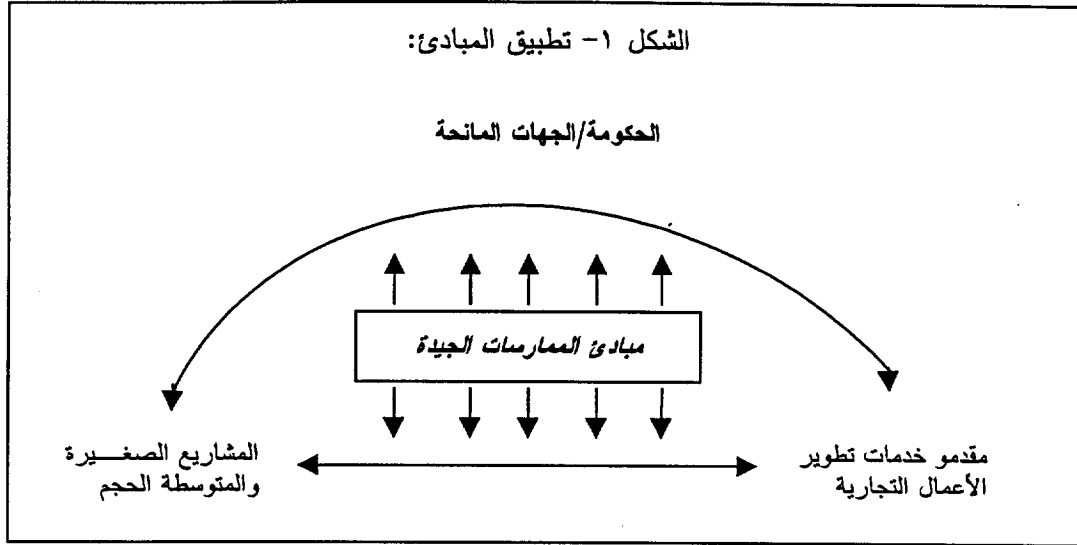 الشكل ١- تطبيق المبادئ:
الحكومة/الجهات المانحة
مبادئ الممارسات الجيدة
مقدمو خدمات تطوير
الأعمال التجارية
المشاريع الصغيرة
والمتوسطة الحجم